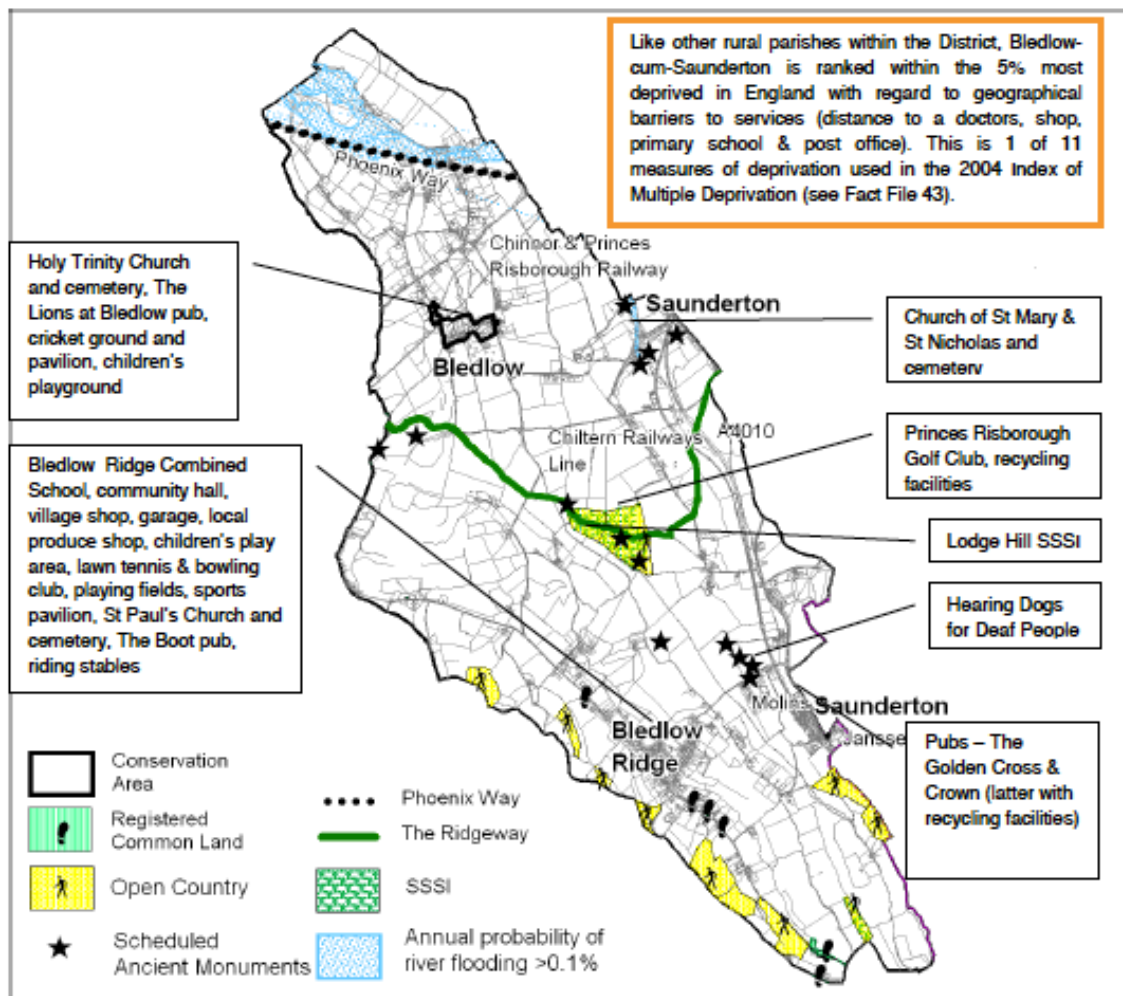 Like other rural parishes within the District, Bledlow-
cum-Saunderton is ranked within the 5% most
deprived in England with regard to geographical
barriers to services (distance to a doctors, shop,
primary school & post office). This is 1 of 11
measures of deprivation used in the 2004 Index of
Multiple Deprivation (see Fact File 43).
Phoenix Way
Holy Trinity Church
and cemetery, The
Lions at Bledlow pub,
cricket ground and
pavilion, children's
playground
Chinnor & Princes
Risborough Railway
Saunderton
Church of St Mary &
St Nicholas and
cemetery
Bledlow
A4010
Chiltern Railways
Line
Princes Risborough
Golf Club, recycling
facilities
Bledlow Ridge Combined
School, community hall,
village shop, garage, local
produce shop, children's play
area, lawn tennis & bowling
club, playing fields, sports
pavilion, St Paul's Church and
cemetery, The Boot pub,
riding stables
Lodge Hill SSSI
Hearing Dogs
for Deaf People
Molins
Saunderton
Jansse
Bledlow
Ridge
Pubs – The
Golden Cross &
Crown (latter with
recycling facilities)
Conservation
Area
Registered
Common Land
Open Country
Scheduled
Ancient Monuments
Phoenix Way
The Ridgeway
SSSI
Annual probability of
river flooding >0.1%